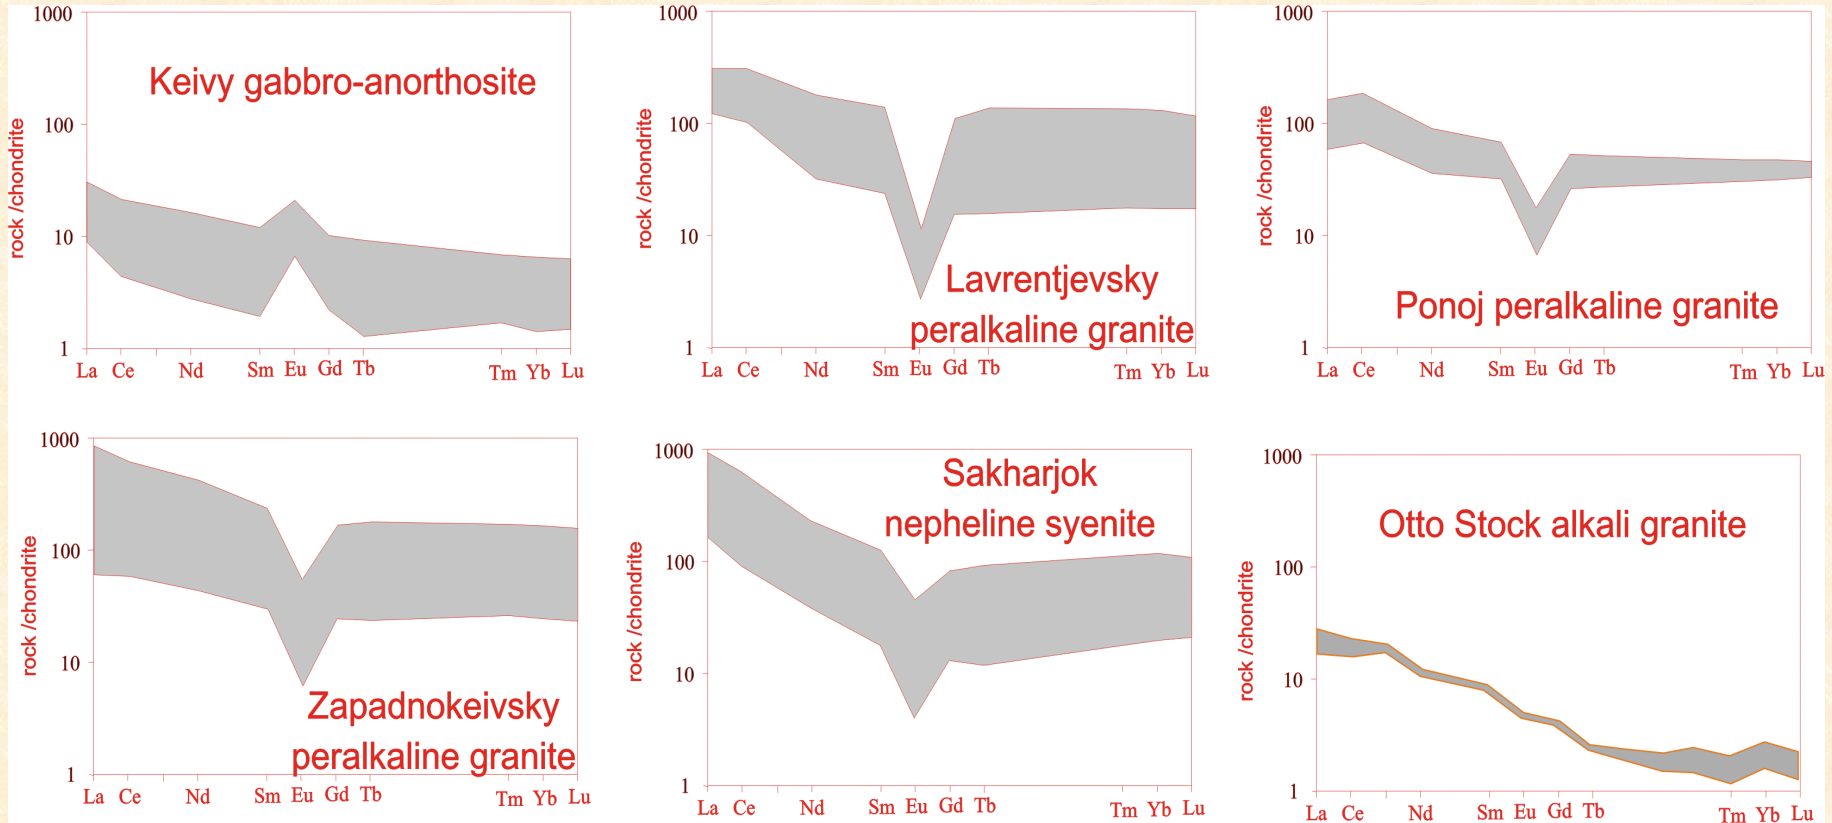 1000
100
10
1
rock /chondrite
Keivy gabbro-anorthosite
La Ce Nd Sm Eu Gd Tb Tm Yb Lu
1000
100
10
1
rock /chondrite
Lavrentjevsky
peralkaline granite
La Ce Nd Sm Eu Gd Tb Tm Yb Lu
1000
100
10
1
rock /chondrite
Ponoj peralkaline granite
La Ce Nd Sm Eu Gd Tb Tm Yb Lu
1000
100
10
1
rock /chondrite
Zapadnokeivsky
peralkaline granite
La Ce Nd Sm Eu Gd Tb Tm Yb Lu
1000
100
10
1
rock /chondrite
Sakharjok
nepheline syenite
La Ce Nd Sm Eu Gd Tb Tm Yb Lu
1000
100
10
1
rock /chondrite
Otto Stock alkali granite
La Ce Nd Sm Eu Gd Tb Tm Yb Lu